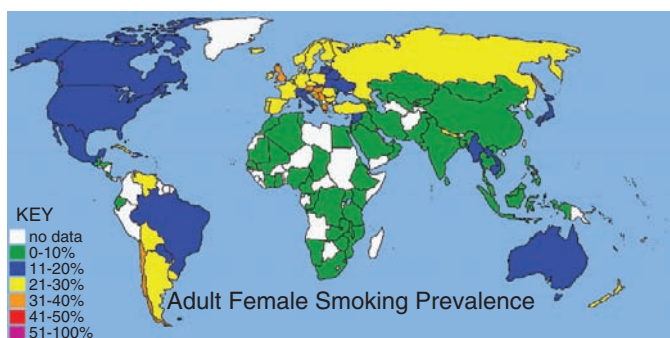 KEY
no data
0-10%
11-20%
21-30%
31-40%
41-50%
51-100%
Adult Female Smoking Prevalence